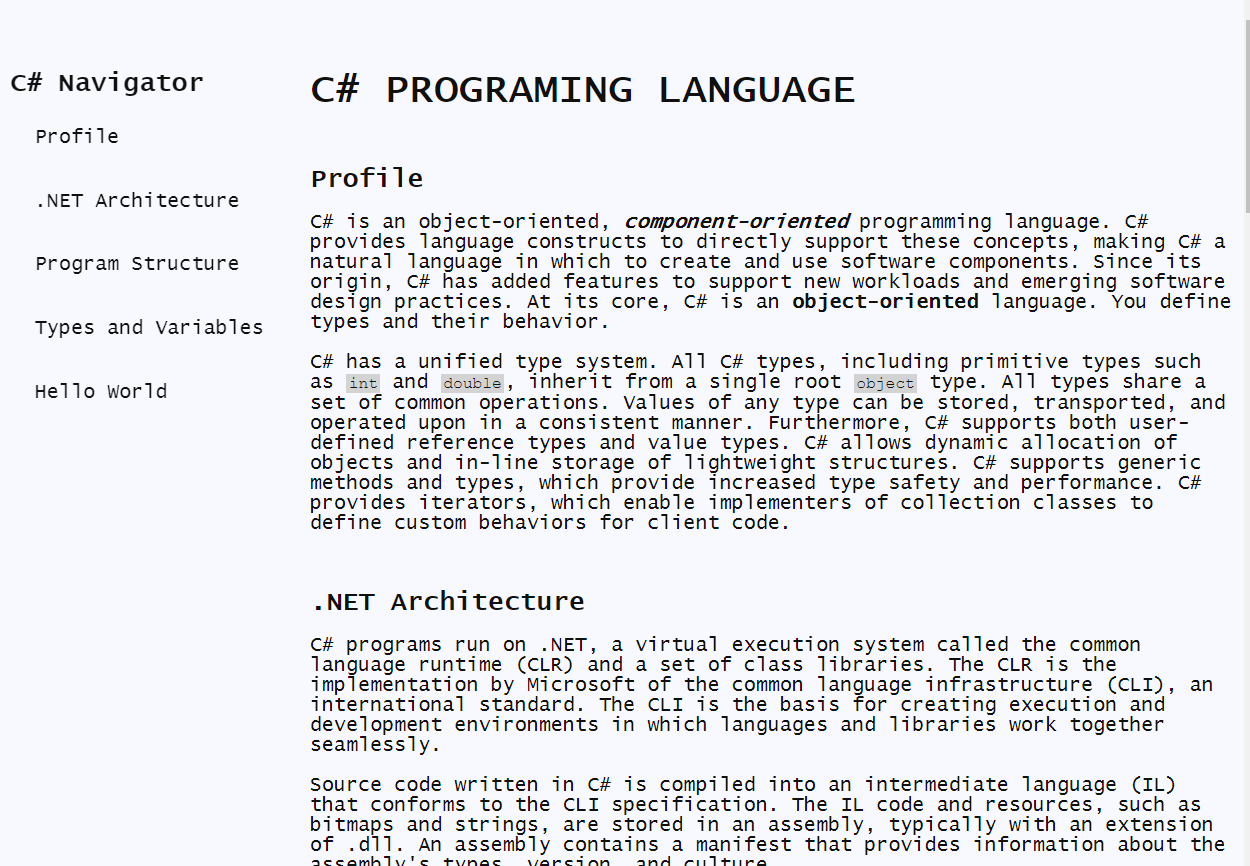 C# Navigator
Profile
.NET Architecture
Program Structure
Types and Variables
Hello World
C# PROGRAMING LANGUAGE
Profile
C# is an object-oriented, component-oriented programming language. C#
provides language constructs to directly support these concepts, making C# a
natural language in which to create and use software components. Since its
origin, C# has added features to support new workloads and emerging software
design practices. At its core, C# is an object-oriented language. You define
types and their behavior.
C# has a unified type system. All C# types, including primitive types such
as int and double, inherit from a single root object type. All types share a
set of common operations. Values of any type can be stored, transported, and
operated upon in a consistent manner. Furthermore, C# supports both user-
defined reference types and value types. C# allows dynamic allocation of
objects and in-line storage of lightweight structures. C# supports generic
methods and types, which provide increased type safety and performance. C#
provides iterators, which enable implementers of collection classes to
define custom behaviors for client code.
.NET Architecture
C# programs run on .NET, a virtual execution system called the common
language runtime (CLR) and a set of class libraries. The CLR is the
implementation by Microsoft of the common language infrastructure (CLI), an
international standard. The CLI is the basis for creating execution and
development environments in which languages and libraries work together
seamlessly.
Source code written in C# is compiled into an intermediate language (IL)
that conforms to the CLI specification. The IL code and resources, such as
bitmaps and strings, are stored in an assembly, typically with an extension
of .dll. An assembly contains a manifest that provides information about the
assembly's types, version, and culture.